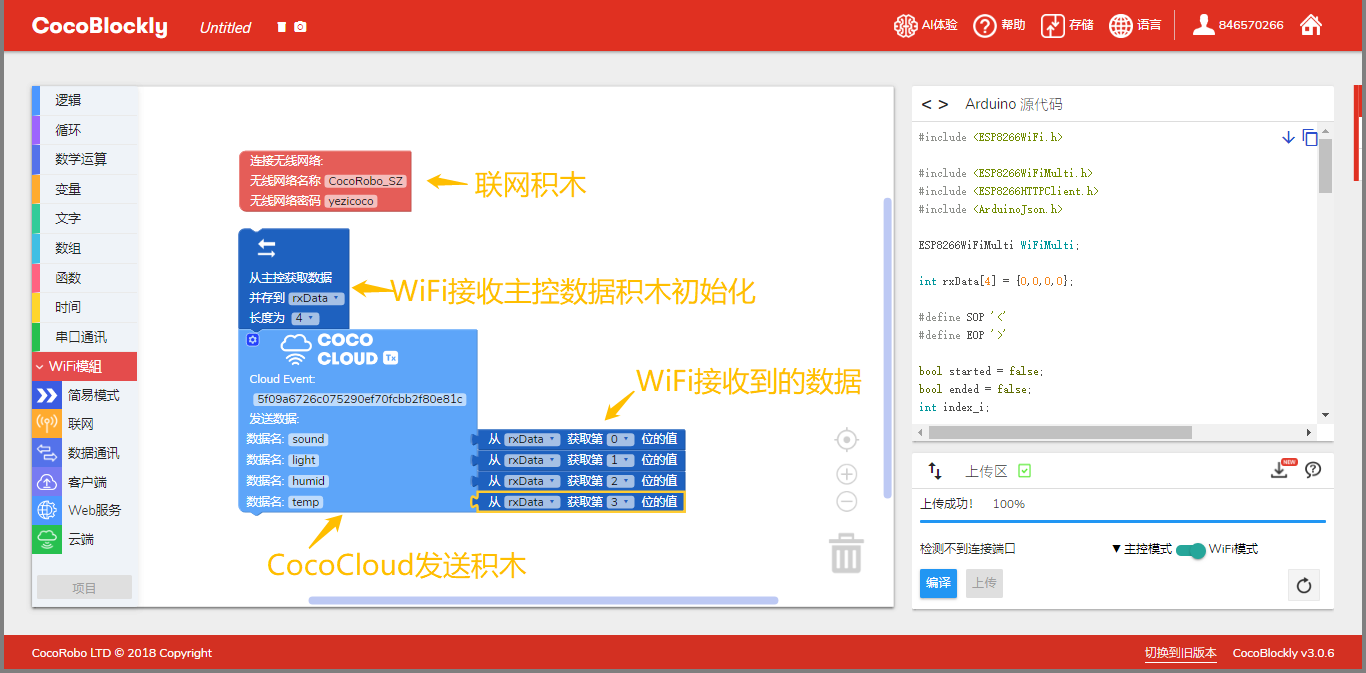 CocoBlockly
Untitled
AI体验
帮助
存储
语言
846570266
逻辑
循环
数学运算
变量
文字
数组
函数
时间
串口通讯
WiFi模组
简易模式
联网
数据通讯
客户端
Web服务
云端
项目
连接无线网络:
无线网络名称 CocoRobo_SZ
无线网络密码 yezicoco
联网积木
从主控获取数据
并存到 rxData
长度为 4
WiFi接收主控数据积木初始化
COCO
CLOUD Tx
Cloud Event:
5f09a6726c075290ef70fcbb2f80e81c
发送数据:
WiFi接收到的数据
数据名: sound 从 rxData 获取第 0 位的值
数据名: light 从 rxData 获取第 1 位的值
数据名: humid 从 rxData 获取第 2 位的值
数据名: temp 从 rxData 获取第 3 位的值
CocoCloud发送积木
< > Arduino 源代码
#include <ESP8266WiFi.h>
#include <ESP8266WiFiMulti.h>
#include <ESP8266HTTPClient.h>
#include <ArduinoJson.h>
ESP8266WiFiMulti WiFiMulti;
int rxData[4] = {0,0,0,0};
#define SOP '<'
#define EOP '>'
bool started = false;
bool ended = false;
int index_i;
上传区
NEW
上传成功! 100%
检测不到连接端口
▼主控模式 WiFi模式
编译
上传
CocoRobo LTD © 2018 Copyright
切换到旧版本
CocoBlockly v3.0.6